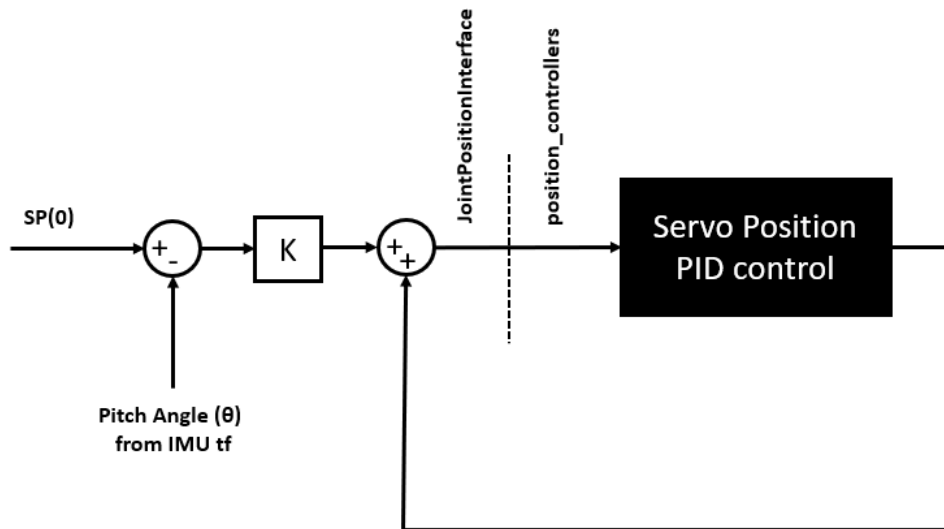 JointPositionInterface
position_controllers
SP(0)
+
-
K
+
+
Servo Position
PID control
Pitch Angle (θ)
from IMU tf